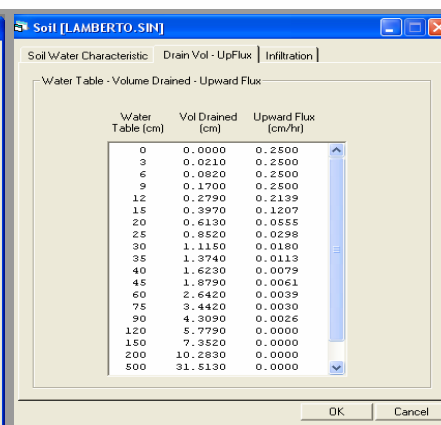 Soil [LAMBERTO.SIN]
Soil Water Characteristic Drain Vol - UpFlux Infiltration
Water Table - Volume Drained - Upward Flux
Water Table (cm) Vol Drained (cm) Upward Flux (cm/hr)
0 0.0000 0.2500
3 0.0210 0.2500
6 0.0820 0.2500
9 0.1700 0.2500
12 0.2790 0.2139
15 0.3970 0.1207
20 0.6130 0.0555
25 0.8520 0.0298
30 1.1150 0.0180
35 1.3740 0.0113
40 1.6230 0.0079
45 1.8790 0.0061
60 2.6420 0.0039
75 3.4420 0.0030
90 4.3090 0.0026
120 5.7790 0.0000
150 7.3520 0.0000
200 10.2830 0.0000
500 31.5130 0.0000
OK Cancel